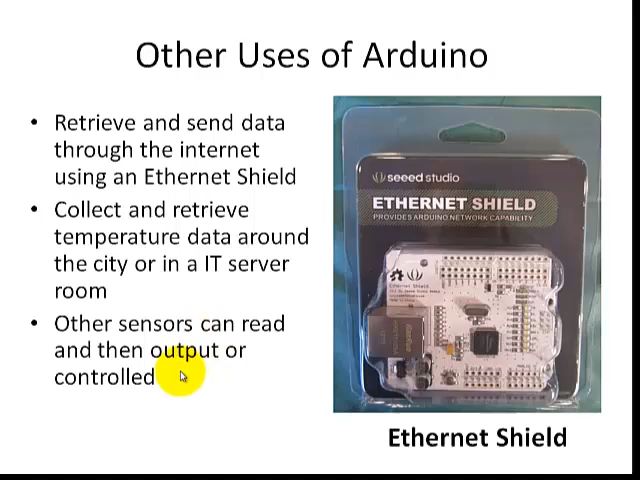 Other Uses of Arduino
• Retrieve and send data
through the internet
using an Ethernet Shield
• Collect and retrieve
temperature data around
the city or in a IT server
room
• Other sensors can read
and then output or
controlled
seeed studio
ETHERNET SHIELD
PROVIDES ARDUINO NETWORK CAPABILITY
Ethernet Shield
Ethernet Shield